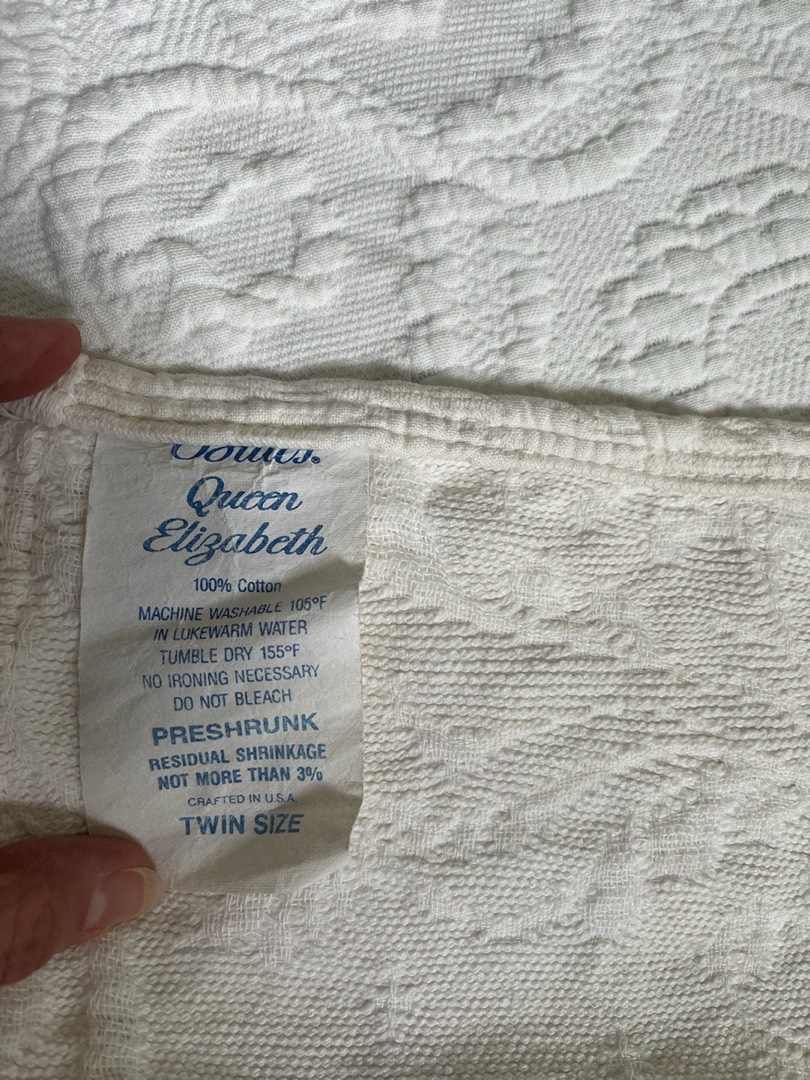 Queen
Elizabeth
100% Cotton
MACHINE WASHABLE 105°F
IN LUKEWARM WATER
TUMBLE DRY 155°F
NO IRONING NECESSARY
DO NOT BLEACH
PRESHRUNK
RESIDUAL SHRINKAGE
NOT MORE THAN 3%
CRAFTED IN U.S.A.
TWIN SIZE